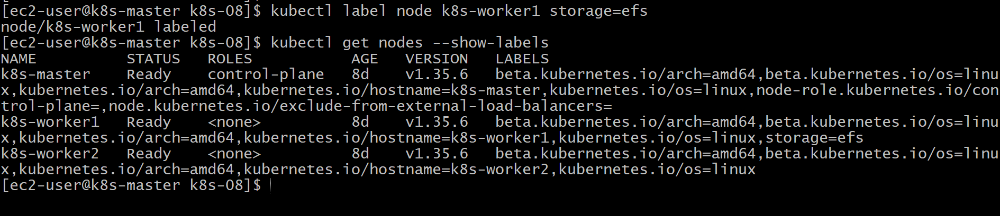 [ec2-user@k8s-master k8s-08]$ kubectl label node k8s-worker1 storage=efs
node/k8s-worker1 labeled
[ec2-user@k8s-master k8s-08]$ kubectl get nodes --show-labels
NAME          STATUS   ROLES           AGE   VERSION   LABELS
k8s-master    Ready    control-plane   8d    v1.35.6   beta.kubernetes.io/arch=amd64,beta.kubernetes.io/os=linu
x,kubernetes.io/arch=amd64,kubernetes.io/hostname=k8s-master,kubernetes.io/os=linux,node-role.kubernetes.io/con
trol-plane=,node.kubernetes.io/exclude-from-external-load-balancers=
k8s-worker1   Ready    <none>          8d    v1.35.6   beta.kubernetes.io/arch=amd64,beta.kubernetes.io/os=linu
x,kubernetes.io/arch=amd64,kubernetes.io/hostname=k8s-worker1,kubernetes.io/os=linux,storage=efs
k8s-worker2   Ready    <none>          8d    v1.35.6   beta.kubernetes.io/arch=amd64,beta.kubernetes.io/os=linu
x,kubernetes.io/arch=amd64,kubernetes.io/hostname=k8s-worker2,kubernetes.io/os=linux
[ec2-user@k8s-master k8s-08]$